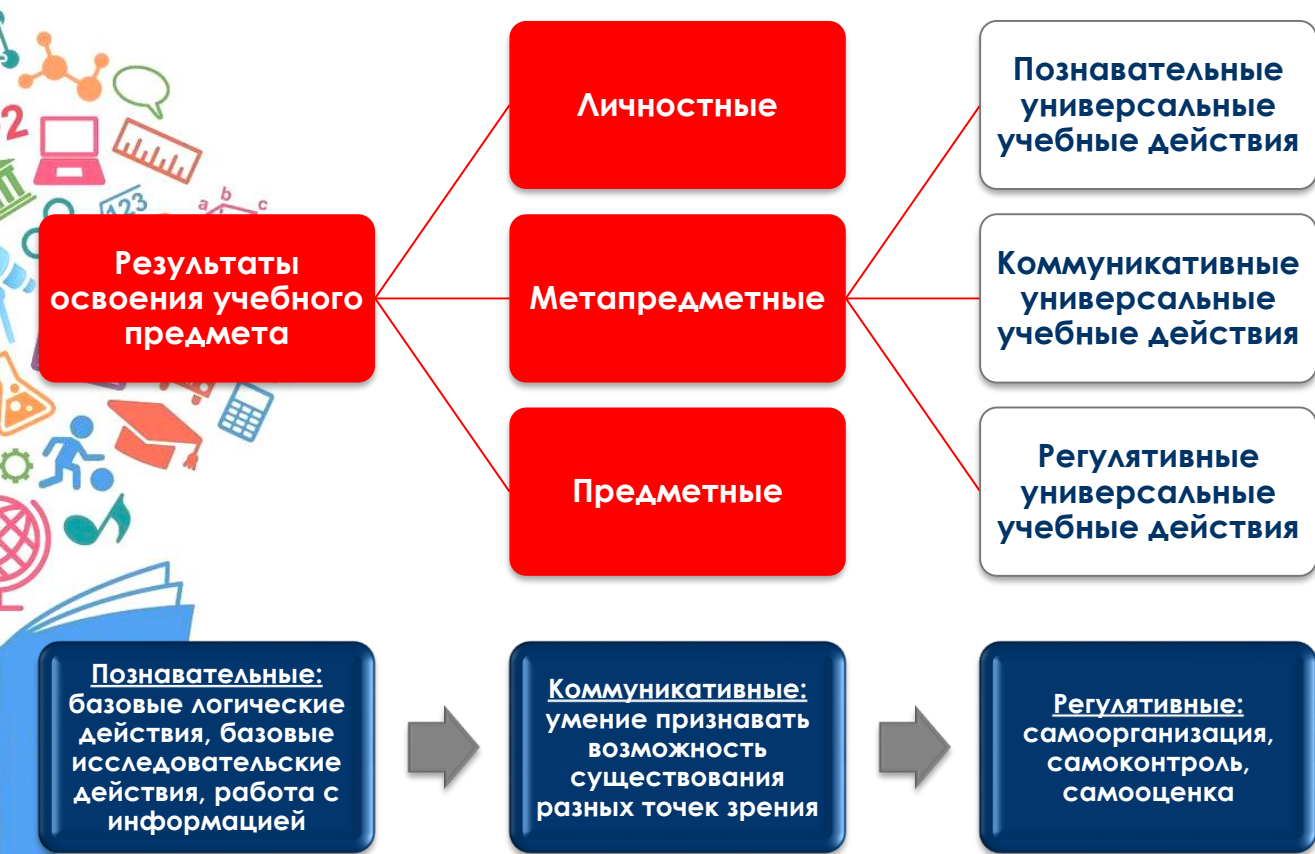 Личностные
Познавательные
универсальные
учебные действия
2
123
a b c
Результаты
освоения учебного
предмета
Метапредметные
Коммуникативные
универсальные
учебные действия
Предметные
Регулятивные
универсальные
учебные действия
Познавательные:
базовые логические
действия, базовые
исследовательские
действия, работа с
информацией
Коммуникативные:
умение признавать
возможность
существования
разных точек зрения
Регулятивные:
самоорганизация,
самоконтроль,
самооценка